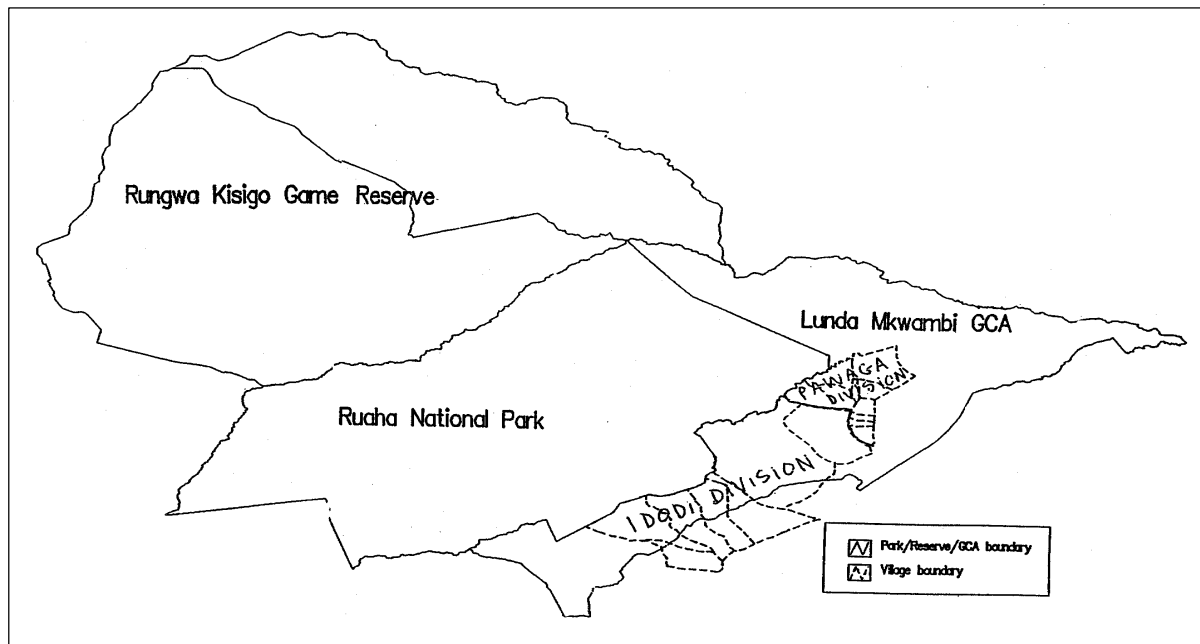 Rungwa Kisigo Game Reserve
Lunda Mkwambi GCA
PAWAGA
DIVISION
Ruaha National Park
IDODI DIVISION
Park/Reserve/GCA boundary
Village boundary